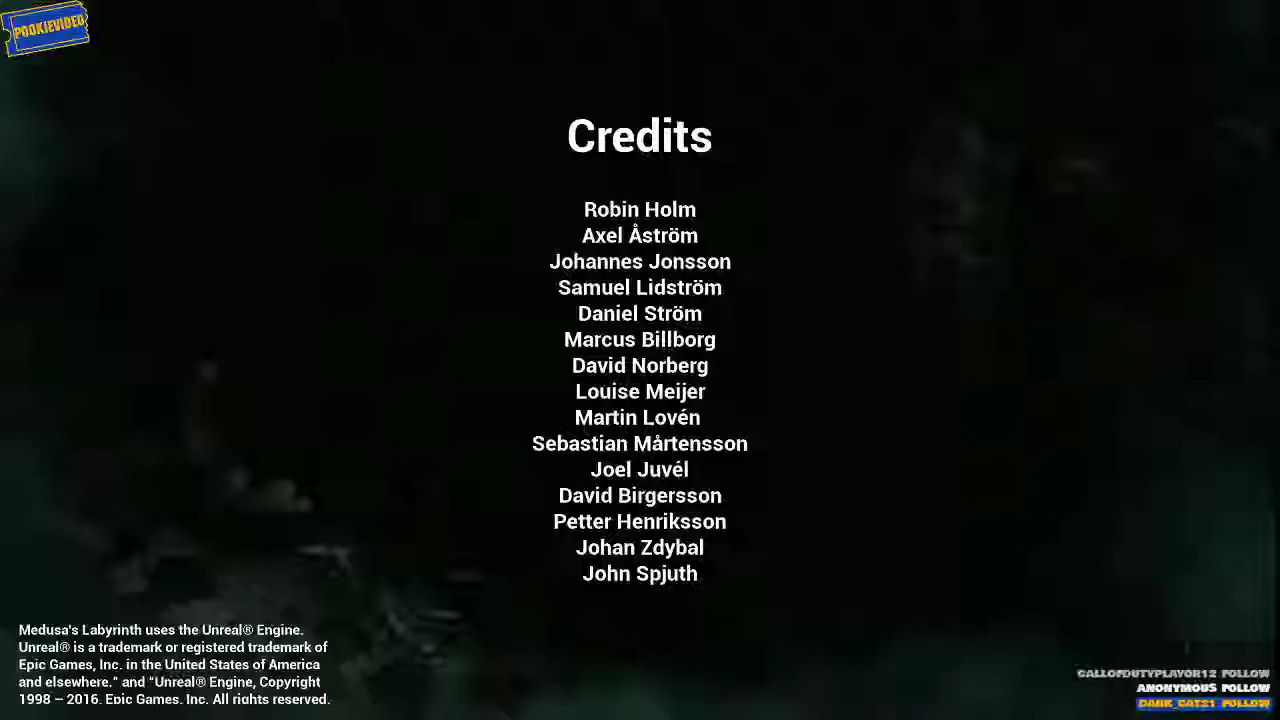 POOKIEVIDEO
Credits
Robin Holm
Axel Åström
Johannes Jonsson
Samuel Lidström
Daniel Ström
Marcus Billborg
David Norberg
Louise Meijer
Martin Lovén
Sebastian Mårtensson
Joel Juvél
David Birgersson
Petter Henriksson
Johan Zdybal
John Spjuth
Medusa's Labyrinth uses the Unreal® Engine.
Unreal® is a trademark or registered trademark of
Epic Games, Inc. in the United States of America
and elsewhere." and "Unreal® Engine, Copyright
1998 – 2016, Epic Games, Inc. All rights reserved.
CALLOFDUTYPLAYOR12 FOLLOW
ANONYMOUS FOLLOW
DARK_CATS1 FOLLOW